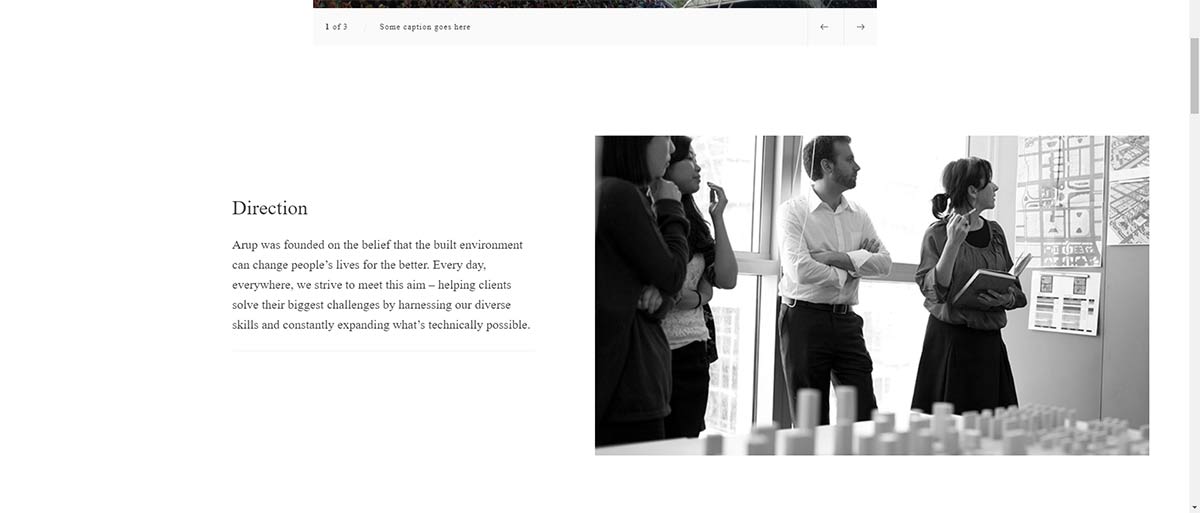 1 of 3 / Some caption goes here ← →
Direction
Arup was founded on the belief that the built environment
can change people’s lives for the better. Every day,
everywhere, we strive to meet this aim – helping clients
solve their biggest challenges by harnessing our diverse
skills and constantly expanding what’s technically possible.